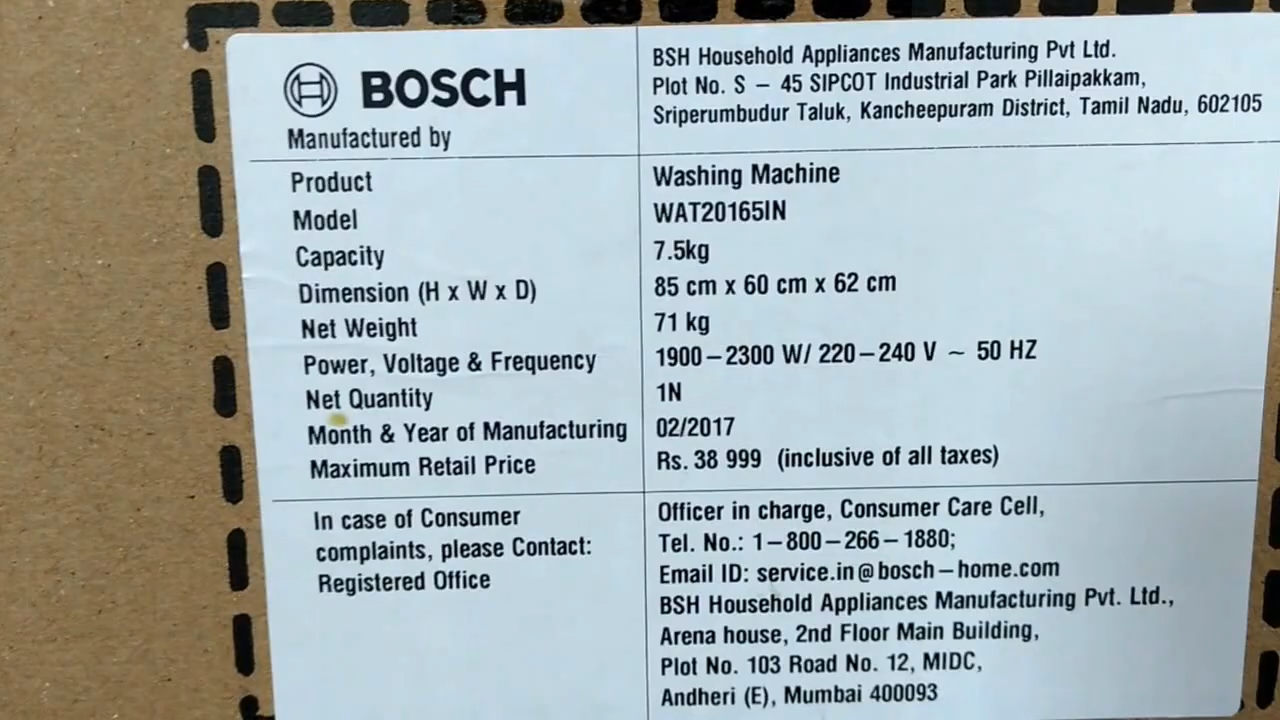 BOSCH
Manufactured by
BSH Household Appliances Manufacturing Pvt Ltd.
Plot No. S – 45 SIPCOT Industrial Park Pillaipakkam,
Sriperumbudur Taluk, Kancheepuram District, Tamil Nadu, 602105
Product Washing Machine
Model WAT20165IN
Capacity 7.5kg
Dimension (H x W x D) 85 cm x 60 cm x 62 cm
Net Weight 71 kg
Power, Voltage & Frequency 1900–2300 W/ 220–240 V ~ 50 HZ
Net Quantity 1N
Month & Year of Manufacturing 02/2017
Maximum Retail Price Rs. 38 999 (inclusive of all taxes)
In case of Consumer
complaints, please Contact:
Registered Office
Officer in charge, Consumer Care Cell,
Tel. No.: 1–800–266–1880;
Email ID: service.in@bosch–home.com
BSH Household Appliances Manufacturing Pvt. Ltd.,
Arena house, 2nd Floor Main Building,
Plot No. 103 Road No. 12, MIDC,
Andheri (E), Mumbai 400093